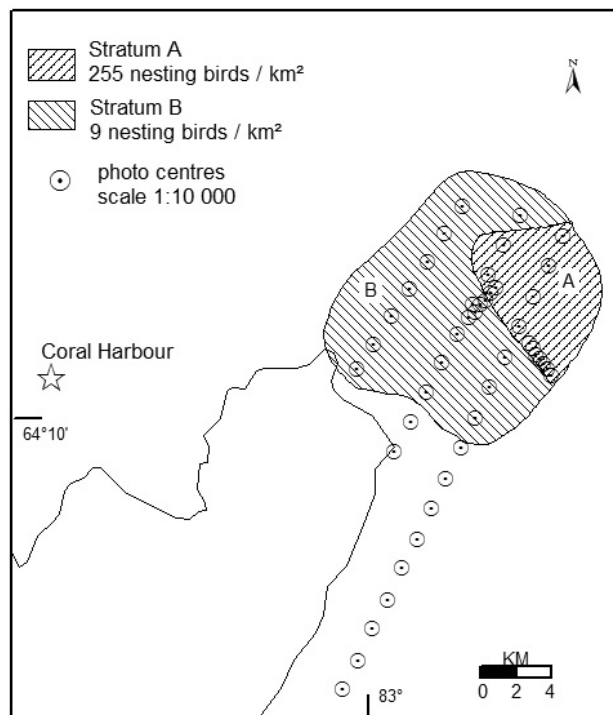 Stratum A
255 nesting birds / km²
Stratum B
9 nesting birds / km²
photo centres
scale 1:10 000
N
A
B
Coral Harbour
64°10'
83°
KM
0 2 4